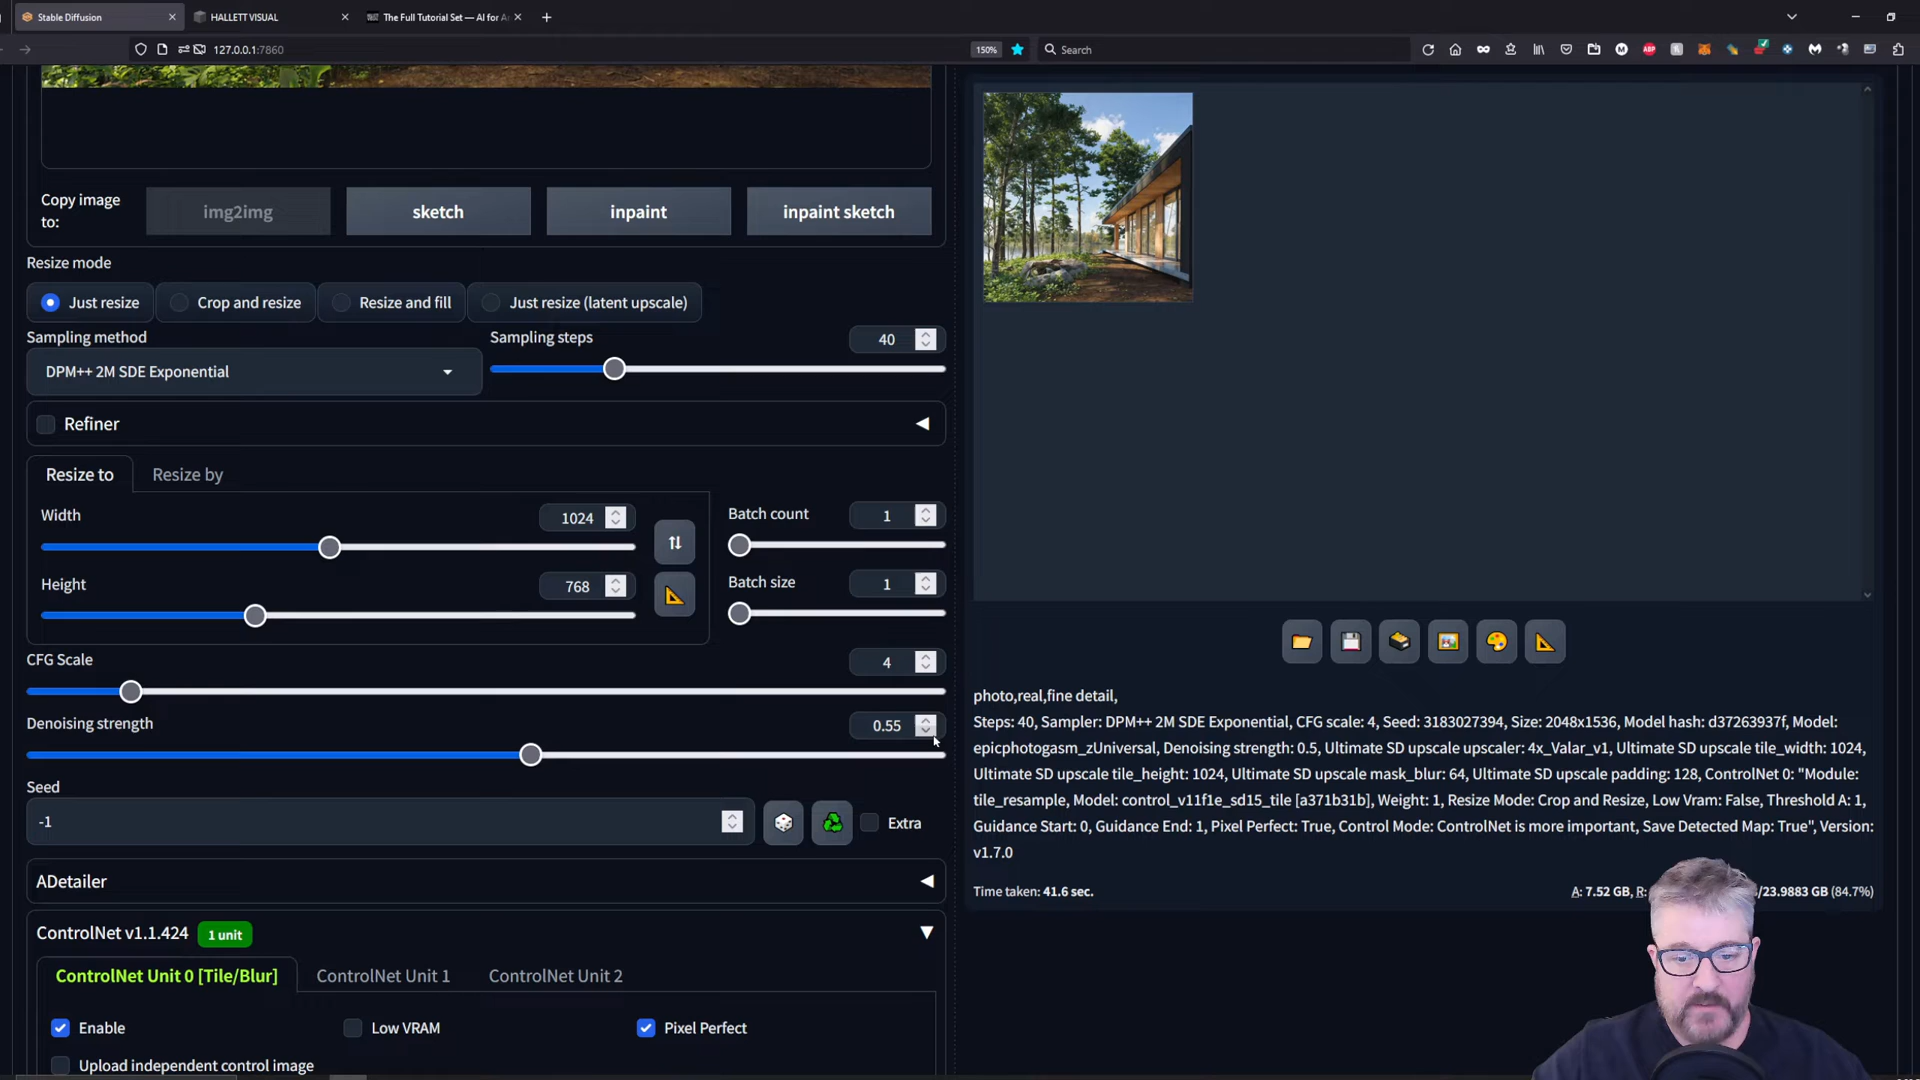 Stable Diffusion
HALLETT VISUAL
The Full Tutorial Set — AI for Ar
127.0.0.1:7860
150%
Search
Copy image to:
img2img
sketch
inpaint
inpaint sketch
Resize mode
Just resize
Crop and resize
Resize and fill
Just resize (latent upscale)
Sampling method
DPM++ 2M SDE Exponential
Sampling steps
40
Refiner
Resize to
Resize by
Width
1024
Height
768
Batch count
1
Batch size
1
CFG Scale
4
Denoising strength
0.55
Seed
-1
Extra
ADetailer
ControlNet v1.1.424
1 unit
ControlNet Unit 0 [Tile/Blur]
ControlNet Unit 1
ControlNet Unit 2
Enable
Low VRAM
Pixel Perfect
Upload independent control image
photo,real,fine detail,
Steps: 40, Sampler: DPM++ 2M SDE Exponential, CFG scale: 4, Seed: 3183027394, Size: 2048x1536, Model hash: d37263937f, Model:
epicphotogasm_zUniversal, Denoising strength: 0.5, Ultimate SD upscale upscaler: 4x_Valar_v1, Ultimate SD upscale tile_width: 1024,
Ultimate SD upscale tile_height: 1024, Ultimate SD upscale mask_blur: 64, Ultimate SD upscale padding: 128, ControlNet 0: "Module:
tile_resample, Model: control_v11f1e_sd15_tile [a371b31b], Weight: 1, Resize Mode: Crop and Resize, Low Vram: False, Threshold A: 1,
Guidance Start: 0, Guidance End: 1, Pixel Perfect: True, Control Mode: ControlNet is more important, Save Detected Map: True", Version:
v1.7.0
Time taken: 41.6 sec.
A: 7.52 GB, R: /23.9883 GB (84.7%)